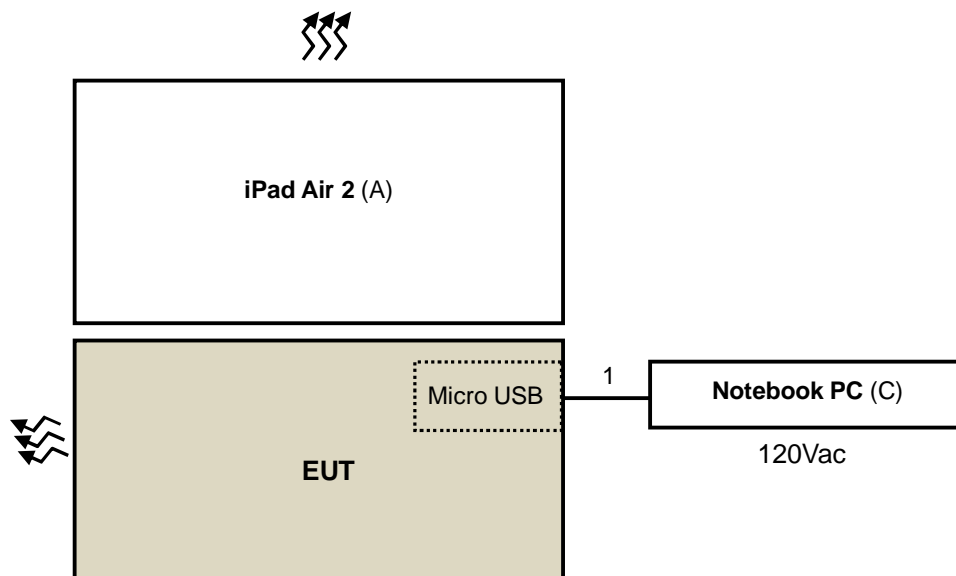 iPad Air 2 (A)
Micro USB
1
Notebook PC (C)
120Vac
EUT